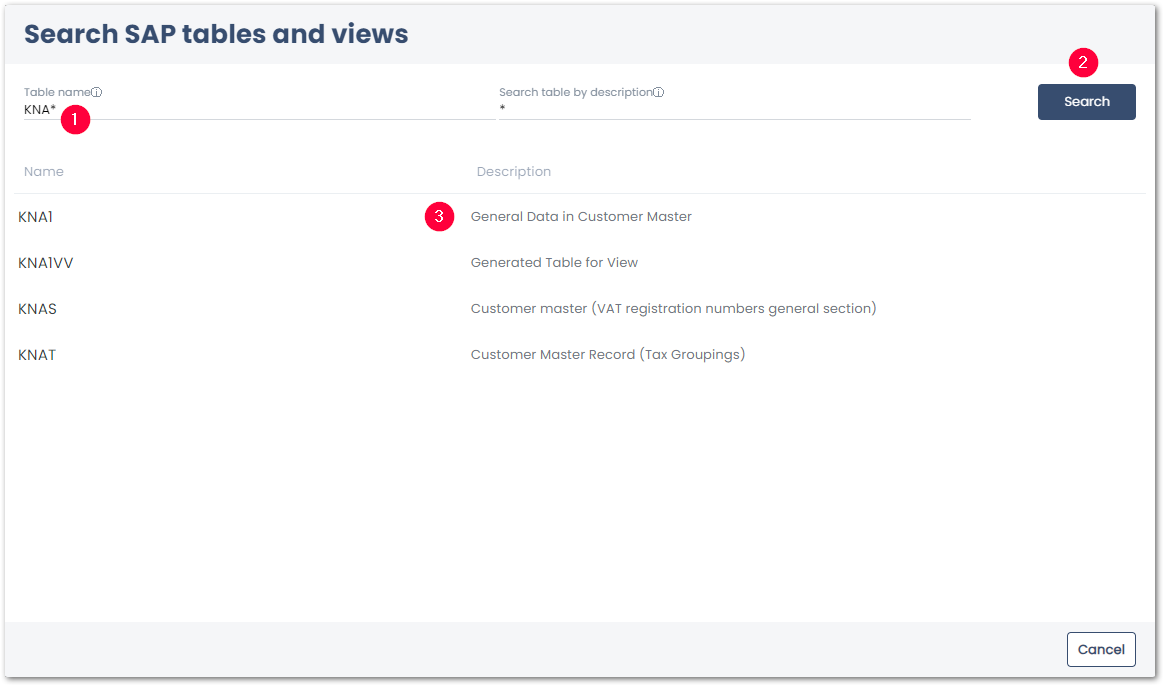 Search SAP tables and views
2
Table nameⓘ Search table by descriptionⓘ
KNA* * Search
1
Name Description
KNA1 3 General Data in Customer Master
KNA1VV Generated Table for View
KNAS Customer master (VAT registration numbers general section)
KNAT Customer Master Record (Tax Groupings)
Cancel